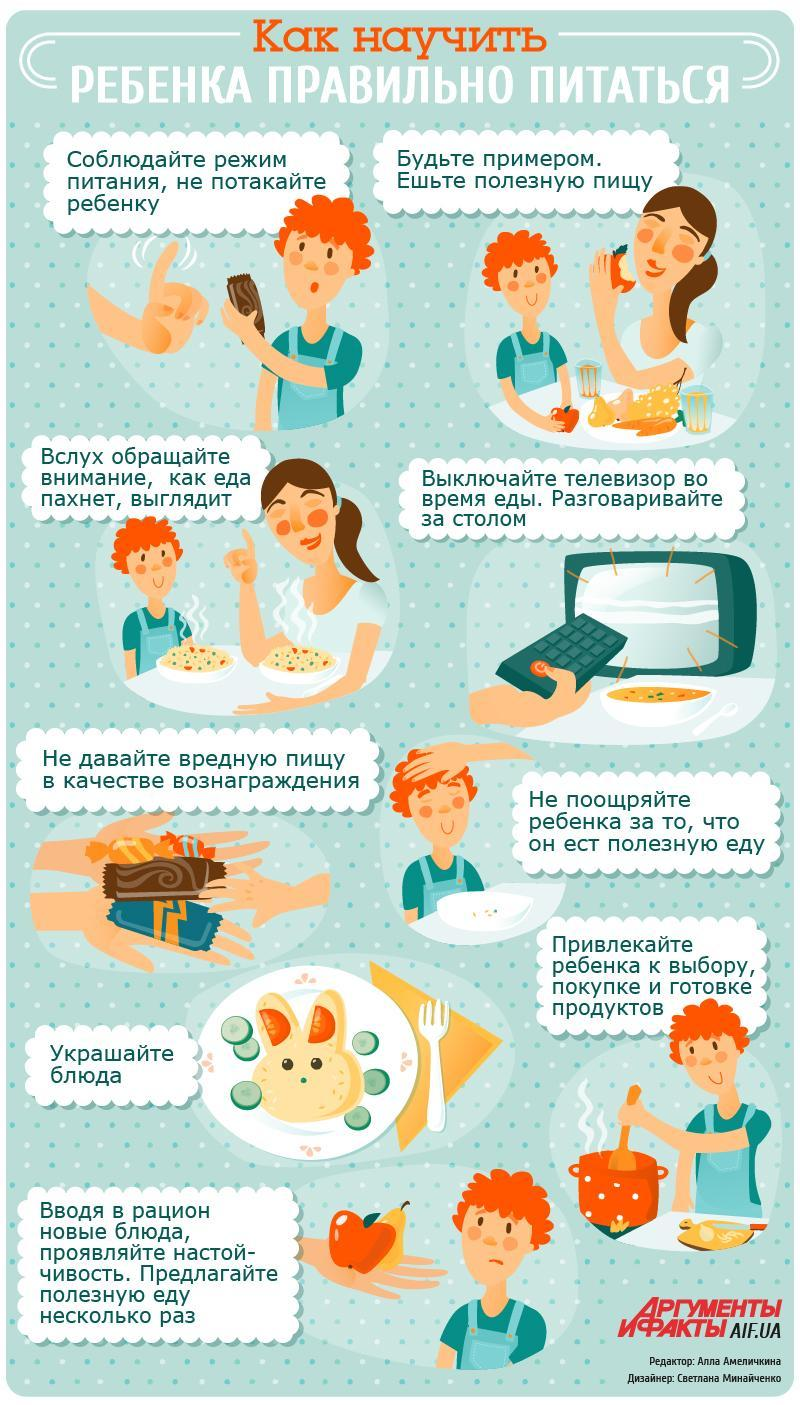 Как научить
РЕБЕНКА ПРАВИЛЬНО ПИТАТЬСЯ
Соблюдайте режим
питания, не потакайте
ребенку
Будьте примером.
Ешьте полезную пищу
Вслух обращайте
внимание, как еда
пахнет, выглядит
Выключайте телевизор во
время еды. Разговаривайте
за столом
Не давайте вредную пищу
в качестве вознаграждения
Не поощряйте
ребенка за то, что
он ест полезную еду
Привлекайте
ребенка к выбору,
покупке и готовке
продуктов
Украшайте
блюда
Вводя в рацион
новые блюда,
проявляйте настой-
чивость. Предлагайте
полезную еду
несколько раз
АРГУМЕНТЫ
И ФАКТЫ AIF.UA
Редактор: Алла Амеличкина
Дизайнер: Светлана Минайченко